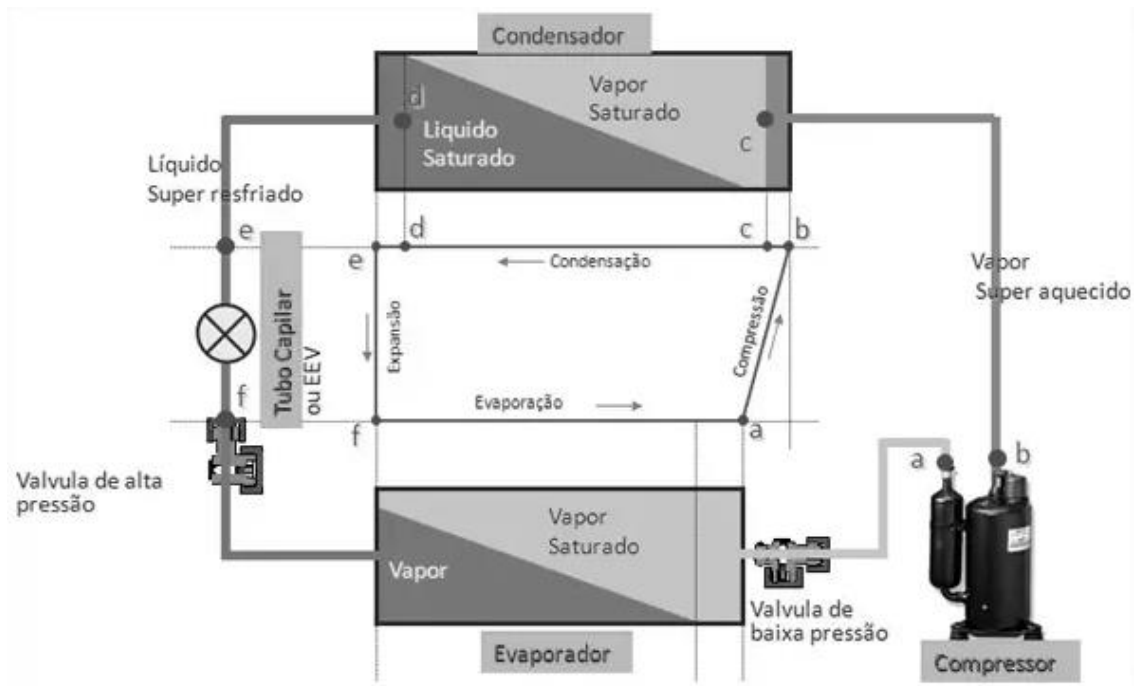 Condensador
Vapor
Saturado
d
Liquido
Saturado
c
Líquido
Super resfriado
e
d
c
b
e
Condensação
Vapor
Super aquecido
Tubo Capilar
ou EEV
Expansão
Compressão
f
Evaporação
f
a
a
b
Valvula de alta
pressão
Vapor
Saturado
Vapor
Valvula de
baixa pressão
Evaporador
Compressor